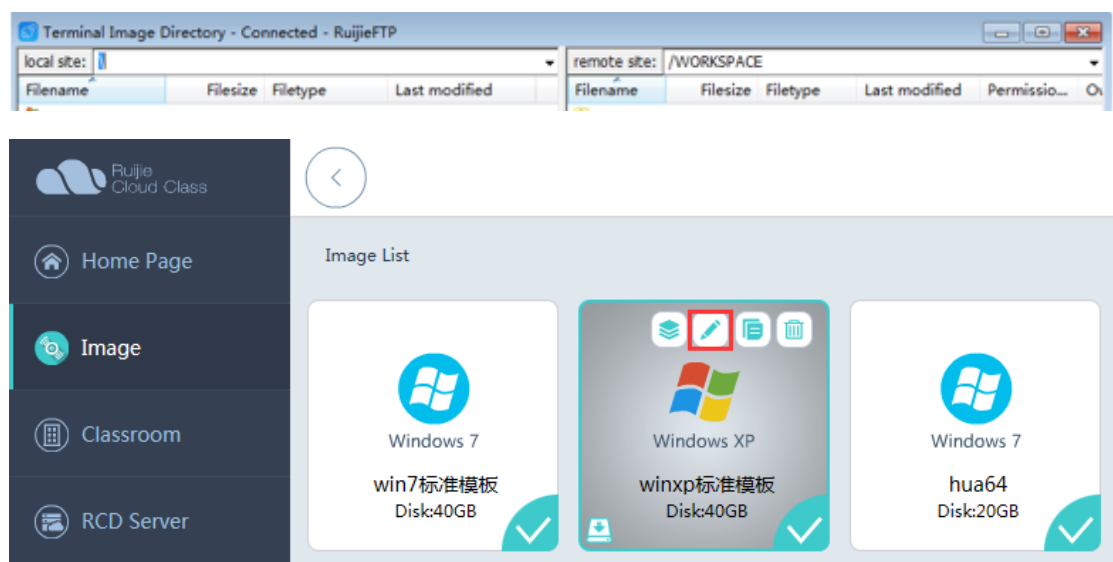 Terminal Image Directory - Connected - RuijieFTP
local site: \
remote site: /WORKSPACE
Filename Filesize Filetype Last modified
Filename Filesize Filetype Last modified Permissio...
Ruijie
Cloud Class
Home Page
Image
Classroom
RCD Server
Image List
Windows 7
win7标准模板
Disk:40GB
Windows XP
winxp标准模板
Disk:40GB
Windows 7
hua64
Disk:20GB